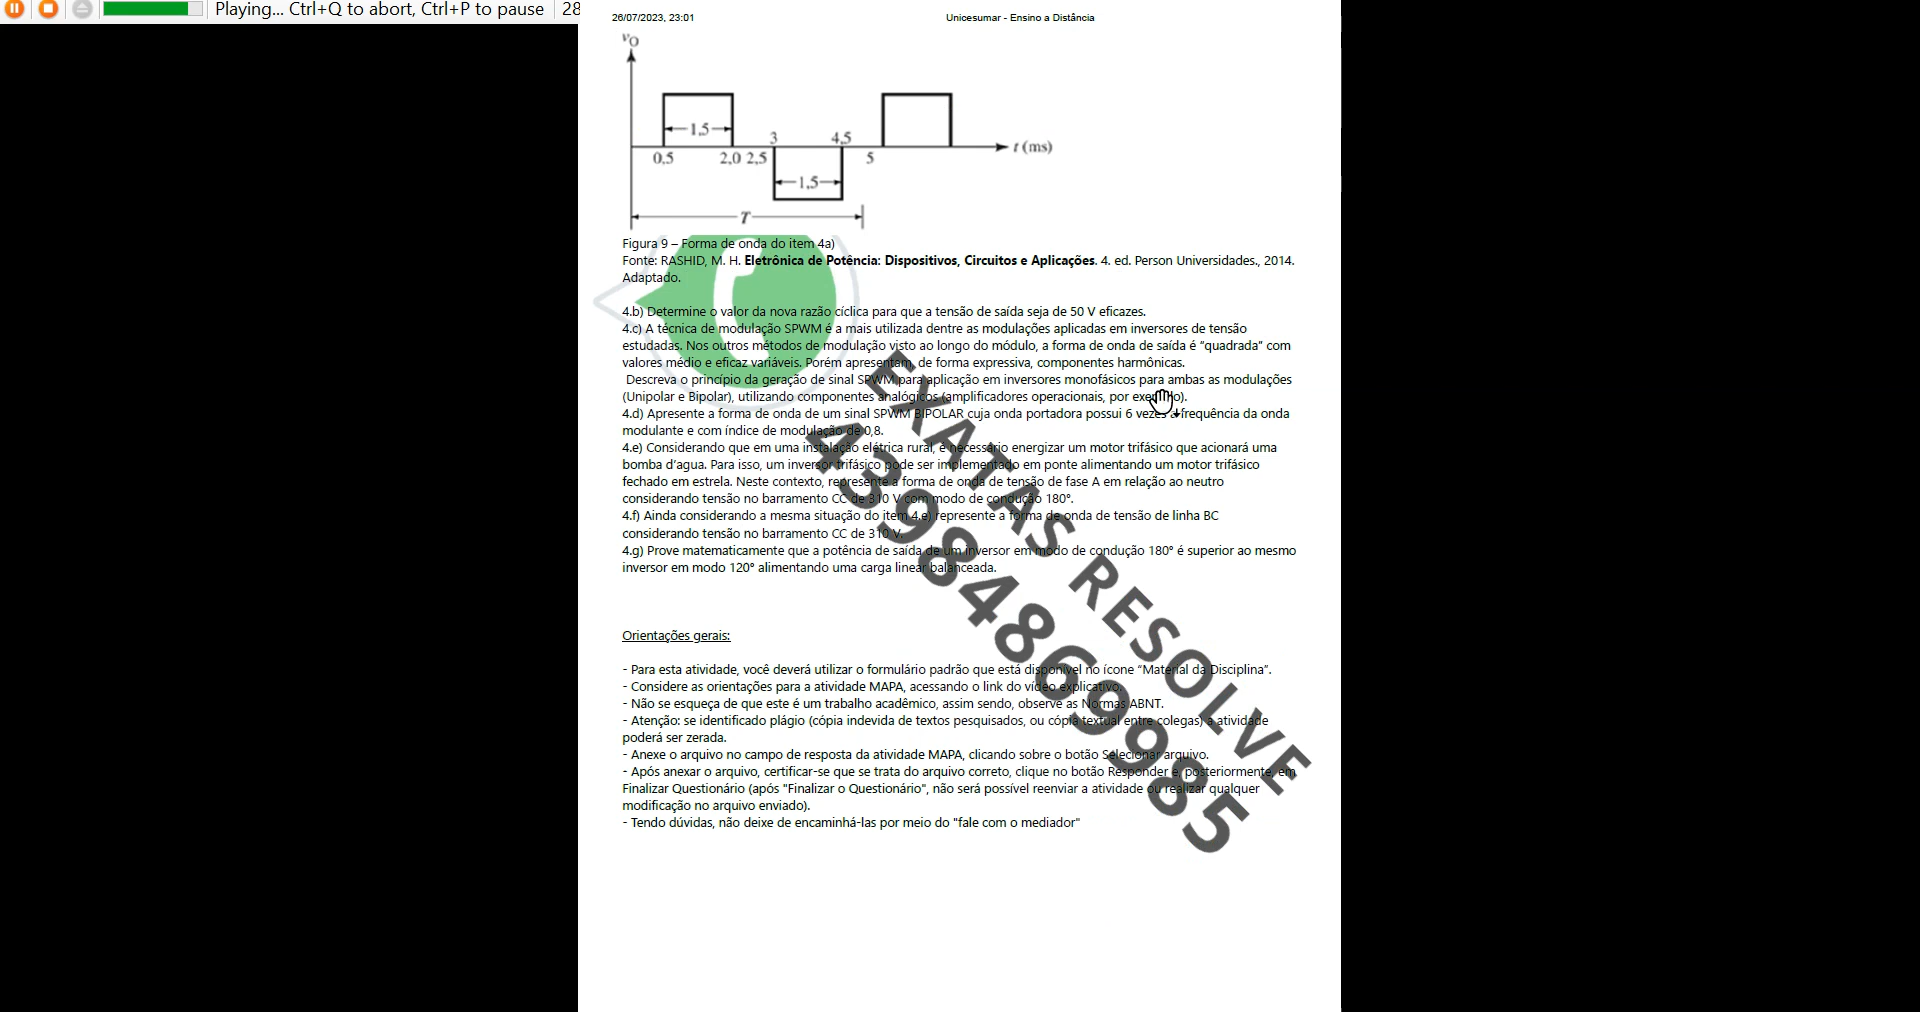 Playing... Ctrl+Q to abort, Ctrl+P to pause 28
26/07/2023, 23:01 Unicesumar - Ensino a Distância
vO
1,5
3 4,5
t (ms)
0,5 2,0 2,5 5
1,5
T
Figura 9 – Forma de onda do item 4a)
Fonte: RASHID, M. H. Eletrônica de Potência: Dispositivos, Circuitos e Aplicações. 4. ed. Person Universidades., 2014.
Adaptado.
4.b) Determine o valor da nova razão cíclica para que a tensão de saída seja de 50 V eficazes.
4.c) A técnica de modulação SPWM é a mais utilizada dentre as modulações aplicadas em inversores de tensão
estudadas. Nos outros métodos de modulação visto ao longo do módulo, a forma de onda de saída é “quadrada” com
valores médio e eficaz variáveis. Porém apresentam, de forma expressiva, componentes harmônicas.
Descreva o princípio da geração de sinal SPWM para aplicação em inversores monofásicos para ambas as modulações
(Unipolar e Bipolar), utilizando componentes analógicos (amplificadores operacionais, por exemplo).
4.d) Apresente a forma de onda de um sinal SPWM BIPOLAR cuja onda portadora possui 6 vezes a frequência da onda
modulante e com índice de modulação de 0,8.
4.e) Considerando que em uma instalação elétrica rural, é necessário energizar um motor trifásico que acionará uma
bomba d’agua. Para isso, um inversor trifásico pode ser implementado em ponte alimentando um motor trifásico
fechado em estrela. Neste contexto, represente a forma de onda de tensão de fase A em relação ao neutro
considerando tensão no barramento CC de 310 V com modo de condução 180°.
4.f) Ainda considerando a mesma situação do item 4.e) represente a forma de onda de tensão de linha BC
considerando tensão no barramento CC de 310 V.
4.g) Prove matematicamente que a potência de saída de um inversor em modo de condução 180° é superior ao mesmo
inversor em modo 120° alimentando uma carga linear balanceada.
Orientações gerais:
- Para esta atividade, você deverá utilizar o formulário padrão que está disponível no ícone “Material da Disciplina”.
- Considere as orientações para a atividade MAPA, acessando o link do vídeo explicativo.
- Não se esqueça de que este é um trabalho acadêmico, assim sendo, observe as Normas ABNT.
- Atenção: se identificado plágio (cópia indevida de textos pesquisados, ou cópia textual entre colegas) a atividade
poderá ser zerada.
- Anexe o arquivo no campo de resposta da atividade MAPA, clicando sobre o botão Selecionar arquivo.
- Após anexar o arquivo, certificar-se que se trata do arquivo correto, clique no botão Responder e, posteriormente, em
Finalizar Questionário (após "Finalizar o Questionário", não será possível reenviar a atividade ou realizar qualquer
modificação no arquivo enviado).
- Tendo dúvidas, não deixe de encaminhá-las por meio do "fale com o mediador"
EXATAS RESOLVE
43984869985